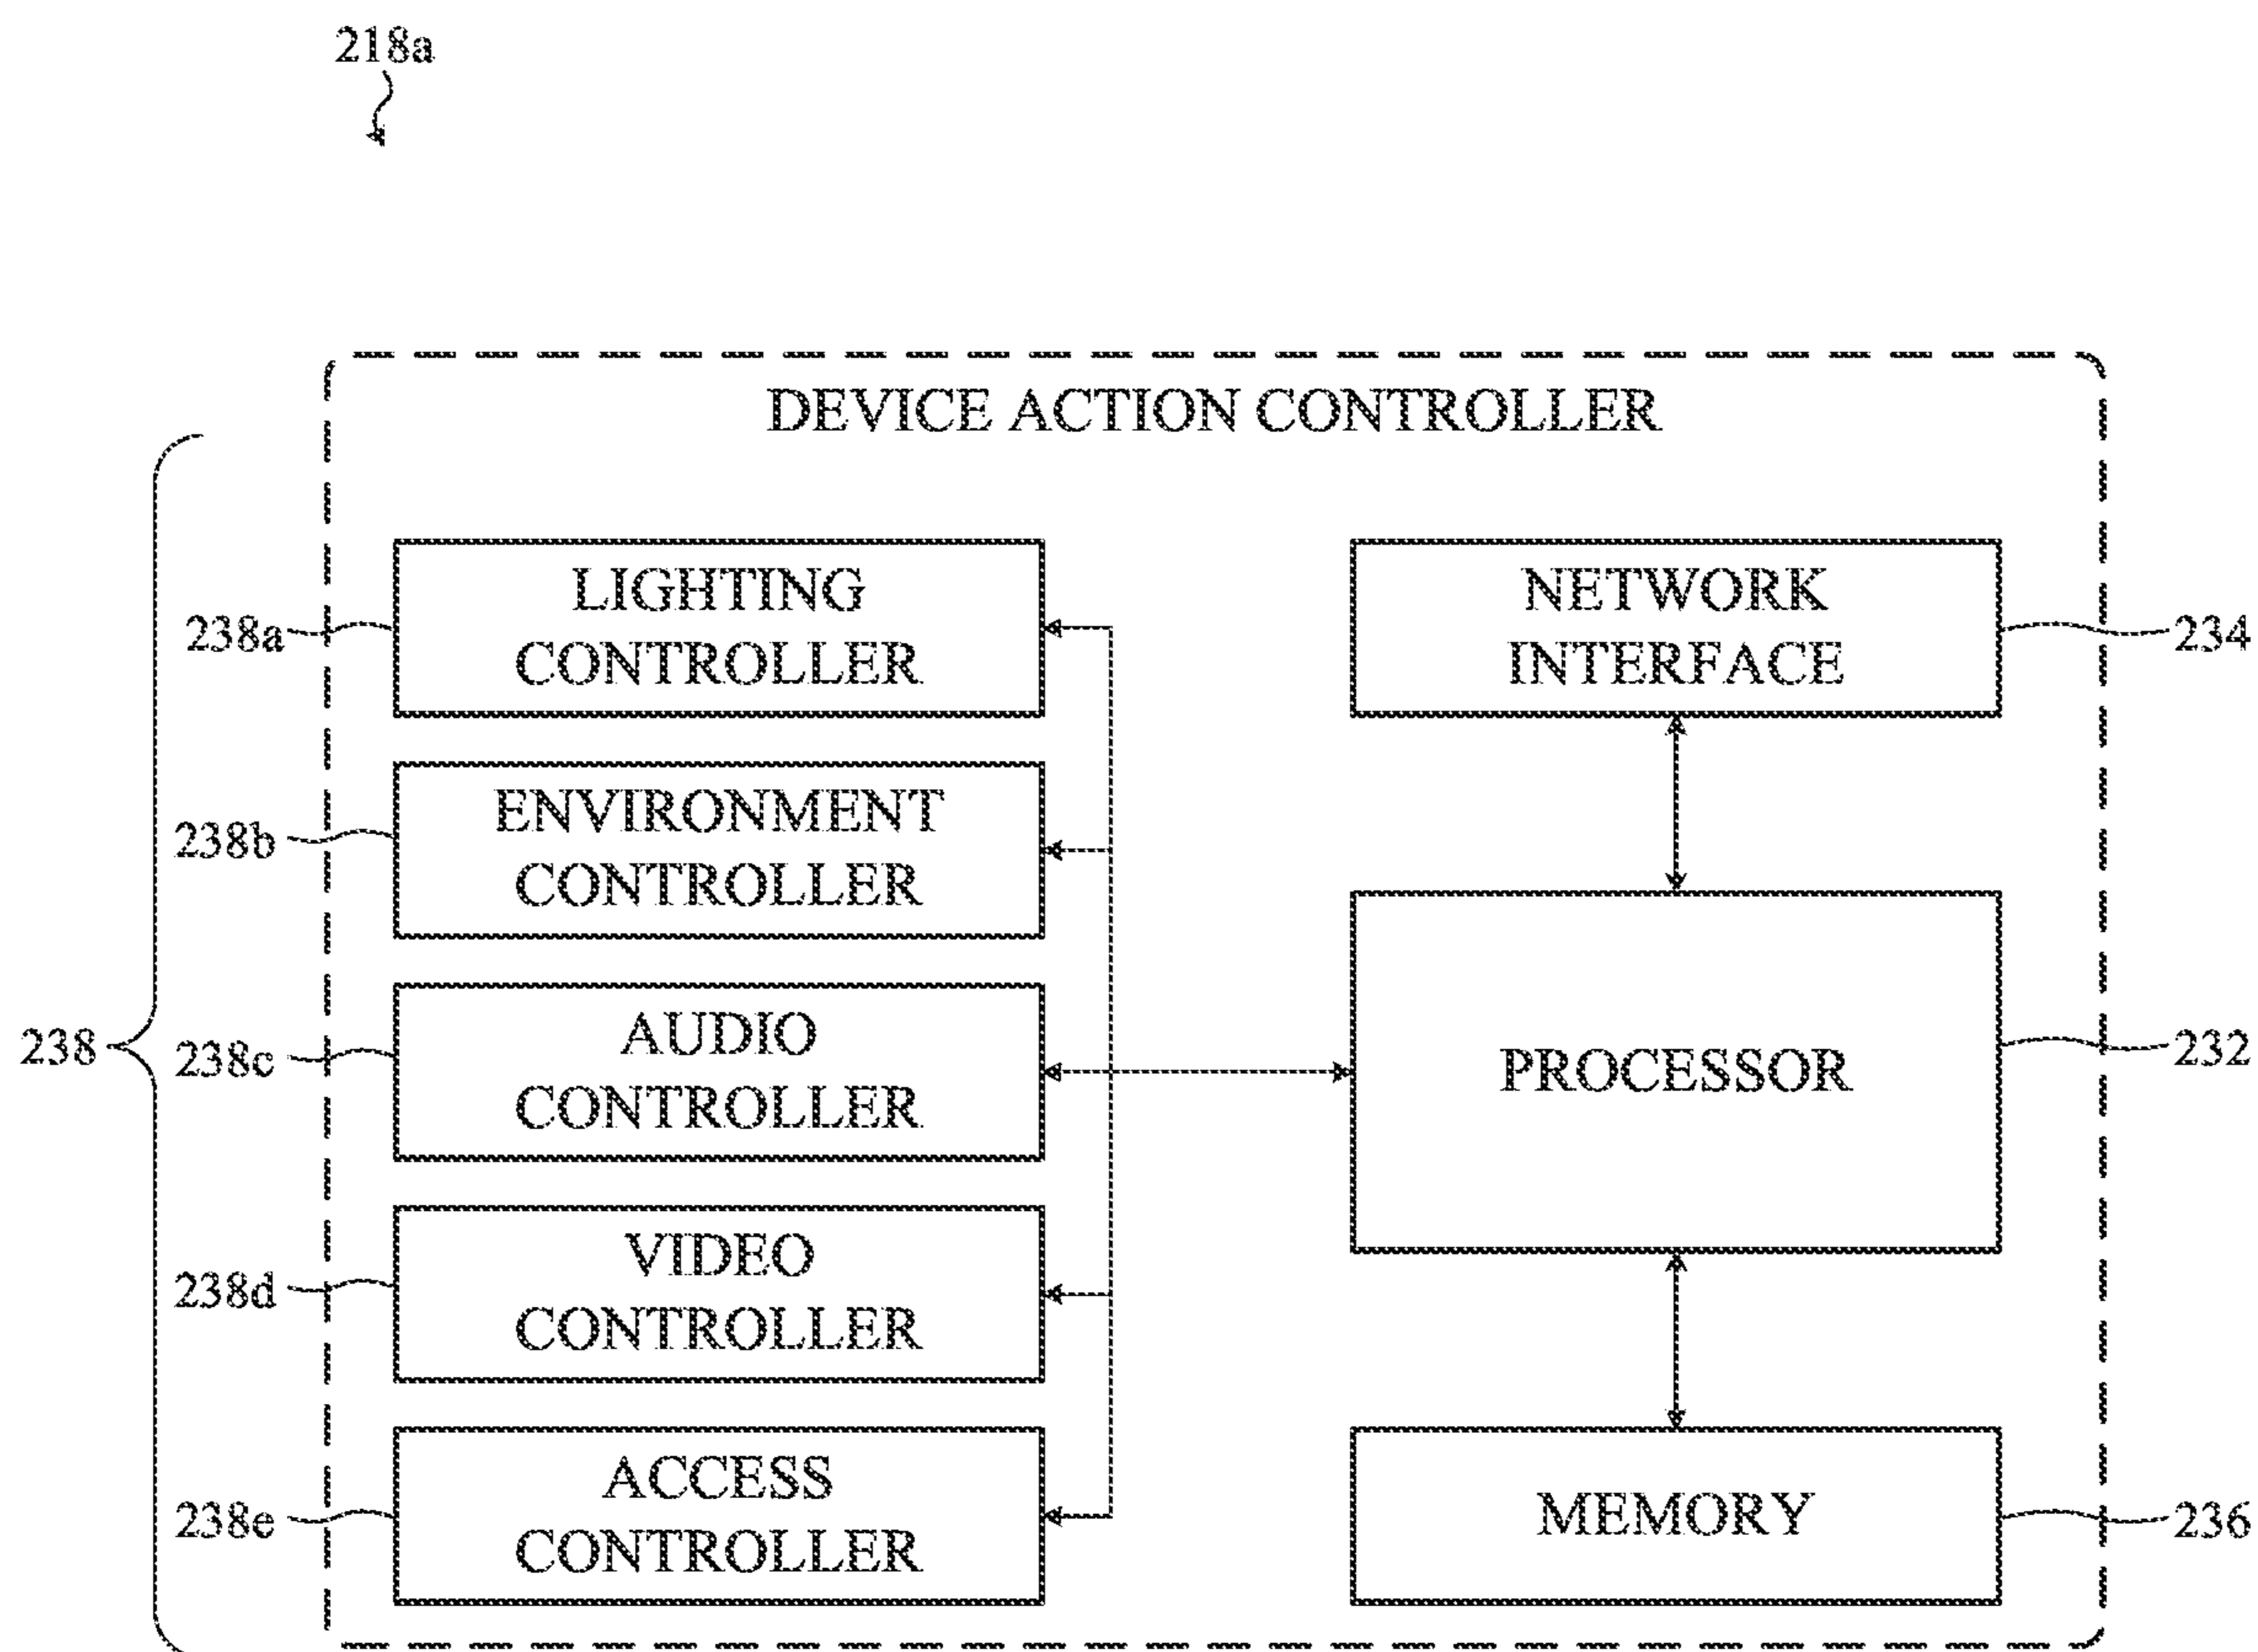 218a
DEVICE ACTION CONTROLLER
LIGHTING
CONTROLLER
238a
ENVIRONMENT
CONTROLLER
238b
AUDIO
CONTROLLER
238c
238
VIDEO
CONTROLLER
238d
ACCESS
CONTROLLER
238e
NETWORK
INTERFACE
234
PROCESSOR
232
MEMORY
236